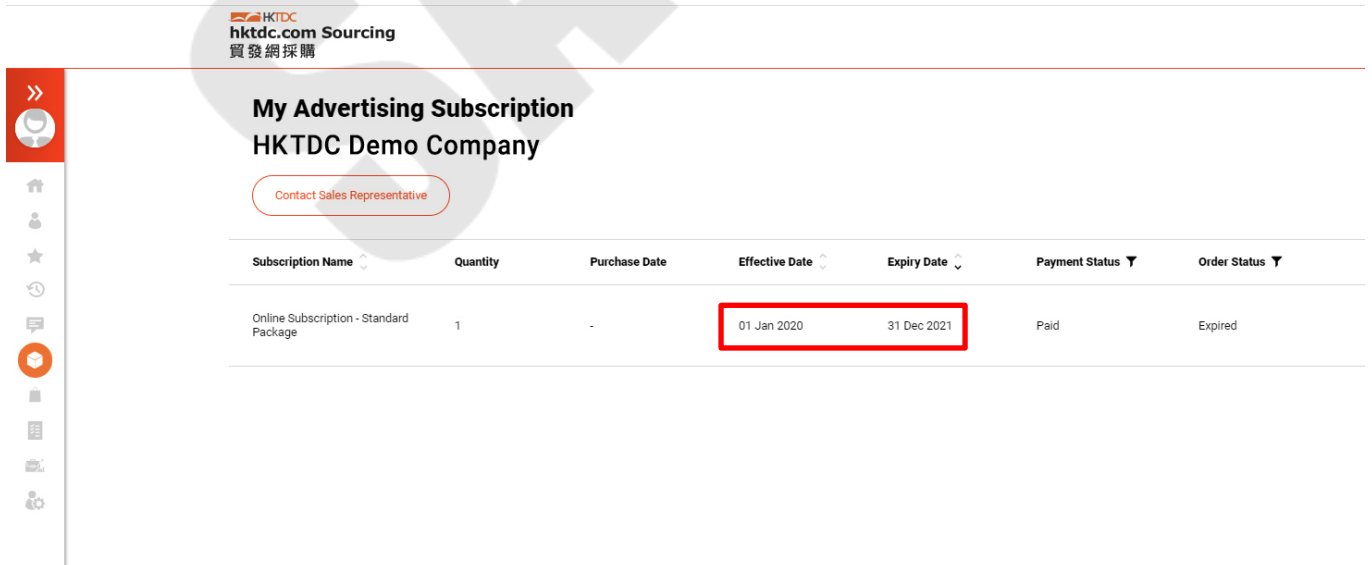 HKTDC
hktdc.com Sourcing
貿發網採購
My Advertising Subscription
HKTDC Demo Company
Contact Sales Representative
Subscription Name Quantity Purchase Date Effective Date Expiry Date Payment Status Order Status
Online Subscription - Standard
Package 1 - 01 Jan 2020 31 Dec 2021 Paid Expired